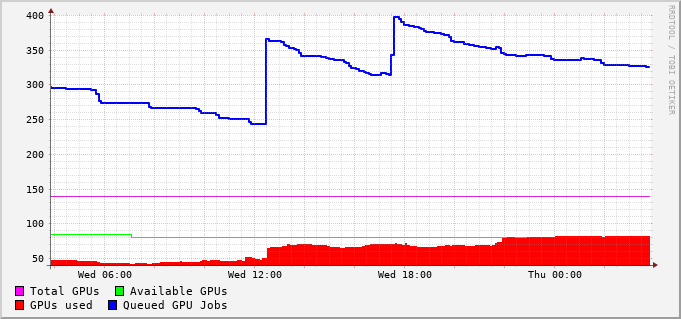 400
350
300
250
200
150
100
50
Wed 06:00 Wed 12:00 Wed 18:00 Thu 00:00
Total GPUs Available GPUs
GPUs used Queued GPU Jobs
RRDTOOL / TOBI OETIKER